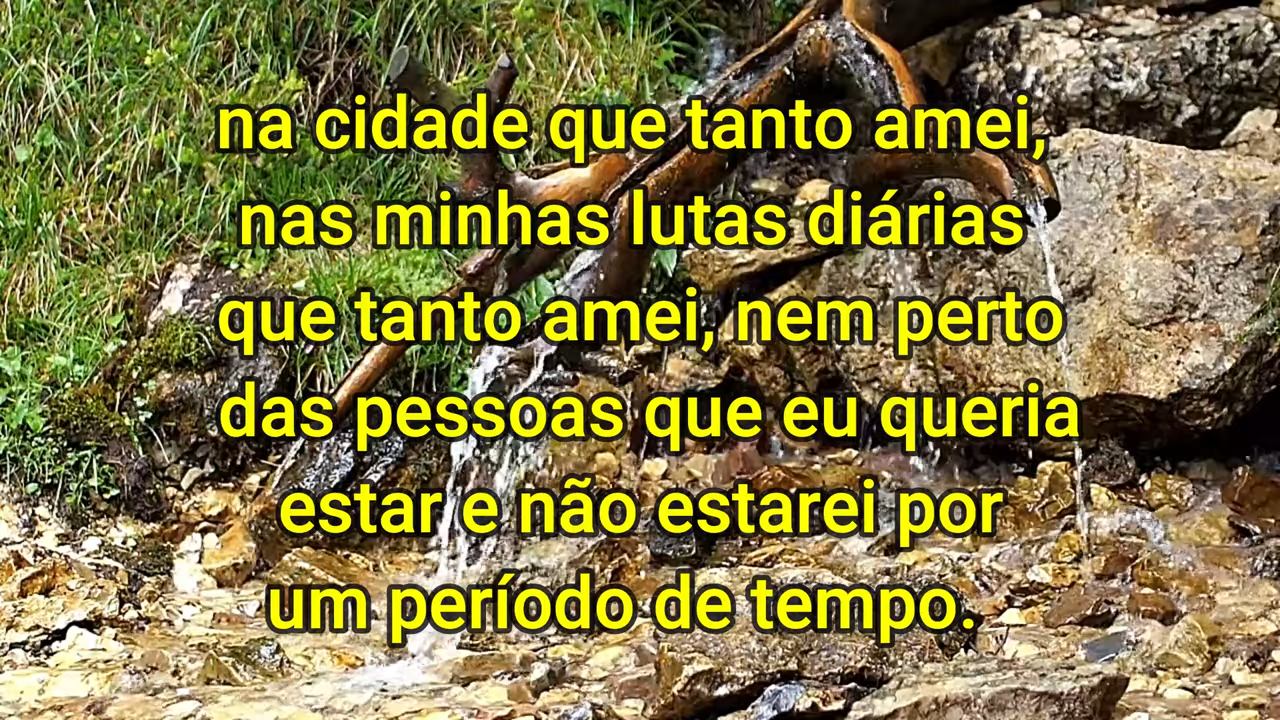 na cidade que tanto amei,
nas minhas lutas diárias
que tanto amei, nem perto
das pessoas que eu queria
estar e não estarei por
um período de tempo.